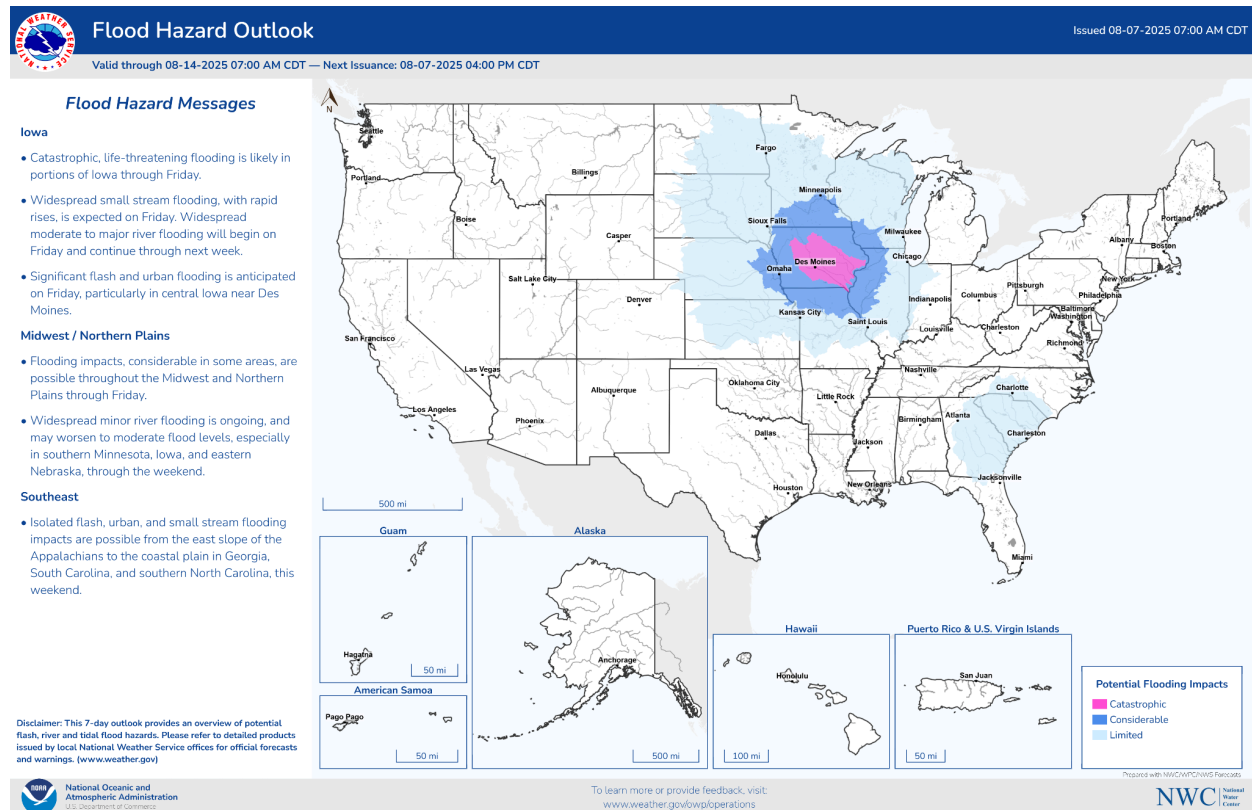 Flood Hazard Outlook
Issued 08-07-2025 07:00 AM CDT
NATIONAL WEATHER SERVICE
Valid through 08-14-2025 07:00 AM CDT — Next Issuance: 08-07-2025 04:00 PM CDT
Flood Hazard Messages
Iowa
• Catastrophic, life-threatening flooding is likely in
portions of Iowa through Friday.
• Widespread small stream flooding, with rapid
rises, is expected on Friday. Widespread
moderate to major river flooding will begin on
Friday and continue through next week.
• Significant flash and urban flooding is anticipated
on Friday, particularly in central Iowa near Des
Moines.
Midwest / Northern Plains
• Flooding impacts, considerable in some areas, are
possible throughout the Midwest and Northern
Plains through Friday.
• Widespread minor river flooding is ongoing, and
may worsen to moderate flood levels, especially
in southern Minnesota, Iowa, and eastern
Nebraska, through the weekend.
Southeast
• Isolated flash, urban, and small stream flooding
impacts are possible from the east slope of the
Appalachians to the coastal plain in Georgia,
South Carolina, and southern North Carolina, this
weekend.
Disclaimer: This 7-day outlook provides an overview of potential
flash, river and tidal flood hazards. Please refer to detailed products
issued by local National Weather Service offices for official forecasts
and warnings. (www.weather.gov)
N
Seattle
Portland
Billings
Fargo
Minneapolis
Boise
Casper
Sioux Falls
Milwaukee
Portland
Albany
Boston
Salt Lake City
Denver
Omaha
Des Moines
Chicago
New York
Pittsburgh
Philadelphia
Indianapolis
Columbus
Baltimore
Washington
Kansas City
Saint Louis
Louisville
Charleston
Richmond
San Francisco
Las Vegas
Nashville
Charlotte
Los Angeles
Phoenix
Albuquerque
Oklahoma City
Little Rock
Birmingham
Atlanta
Charleston
Dallas
Jackson
Jacksonville
Houston
New Orleans
Miami
500 mi
Guam
Hagatna
50 mi
American Samoa
Pago Pago
50 mi
Alaska
Anchorage
500 mi
Hawaii
Honolulu
100 mi
Puerto Rico & U.S. Virgin Islands
San Juan
50 mi
Potential Flooding Impacts
Catastrophic
Considerable
Limited
Prepared with NWC/WPC/NWS Forecasts
NOAA
National Oceanic and
Atmospheric Administration
U.S. Department of Commerce
To learn more or provide feedback, visit:
www.weather.gov/owp/operations
NWC
National
Water
Center